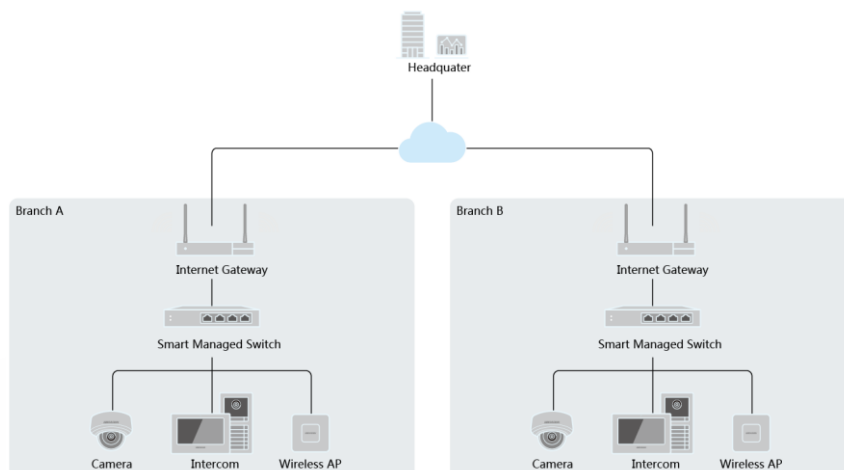 Headquater
Branch A
Branch B
Internet Gateway
Internet Gateway
Smart Managed Switch
Smart Managed Switch
Camera
Intercom
Wireless AP
Camera
Intercom
Wireless AP